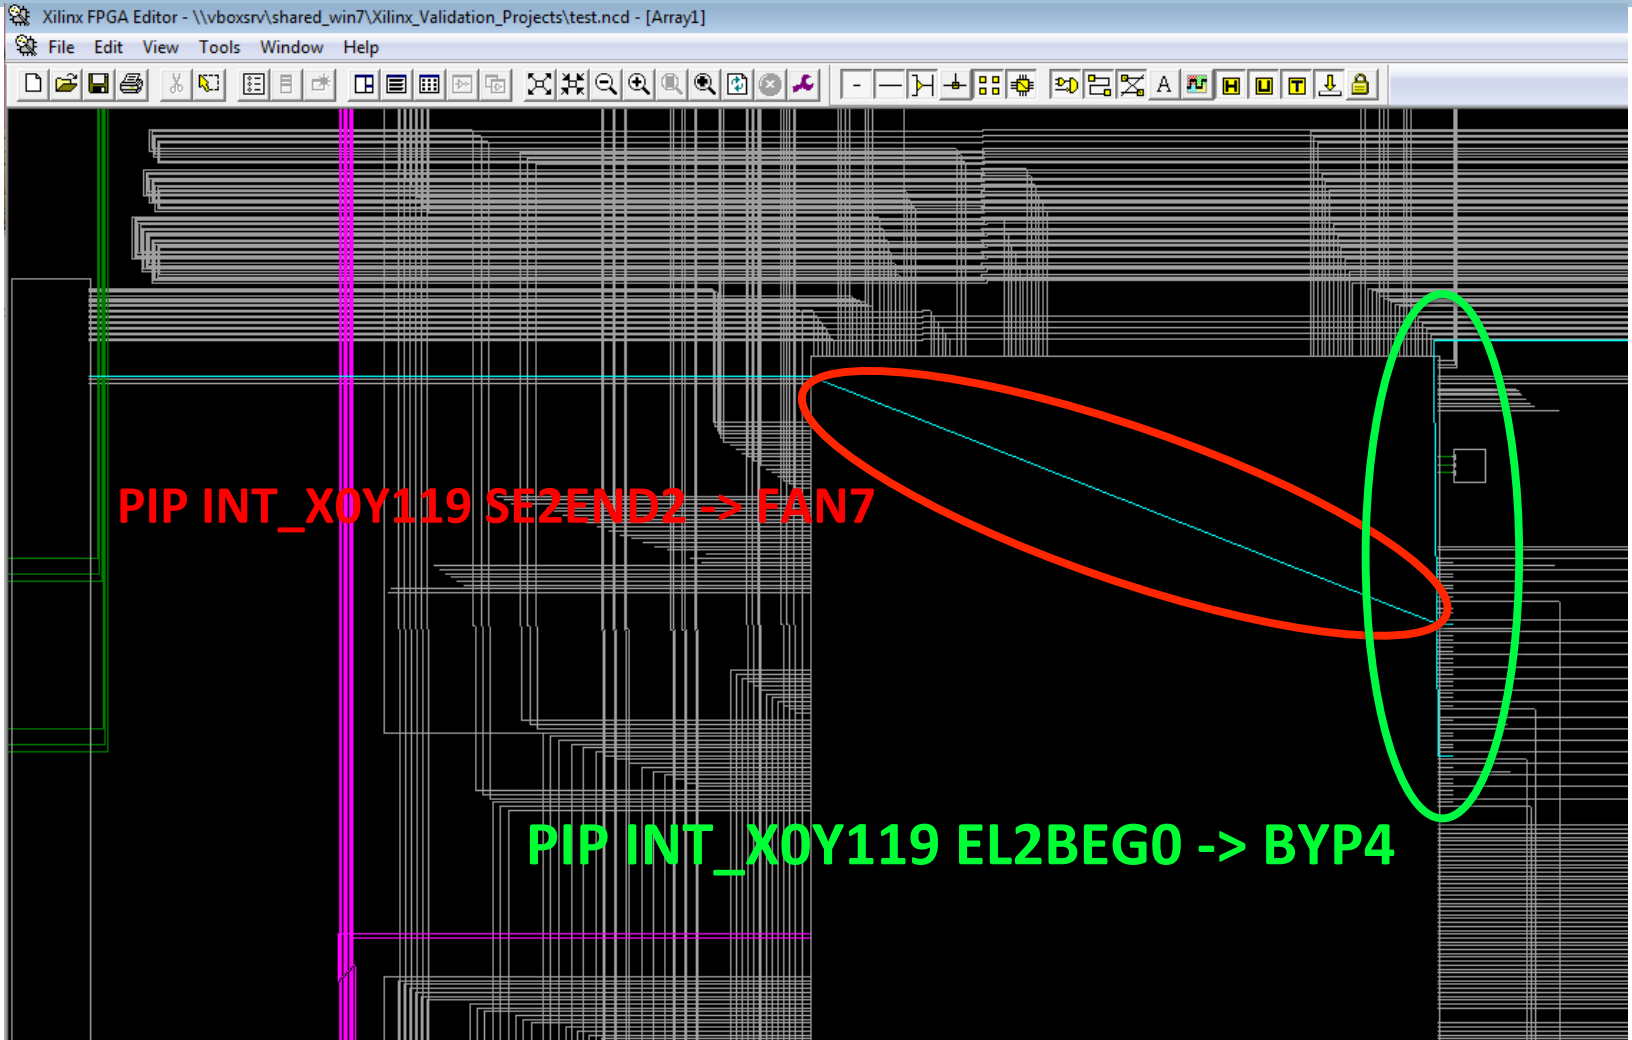 Xilinx FPGA Editor - \\vboxsrv\shared_win7\Xilinx_Validation_Projects\test.ncd - [Array1]
File Edit View Tools Window Help
A H U T
PIP INT_X0Y119 SE2END2 -> FAN7
PIP INT_X0Y119 EL2BEG0 -> BYP4